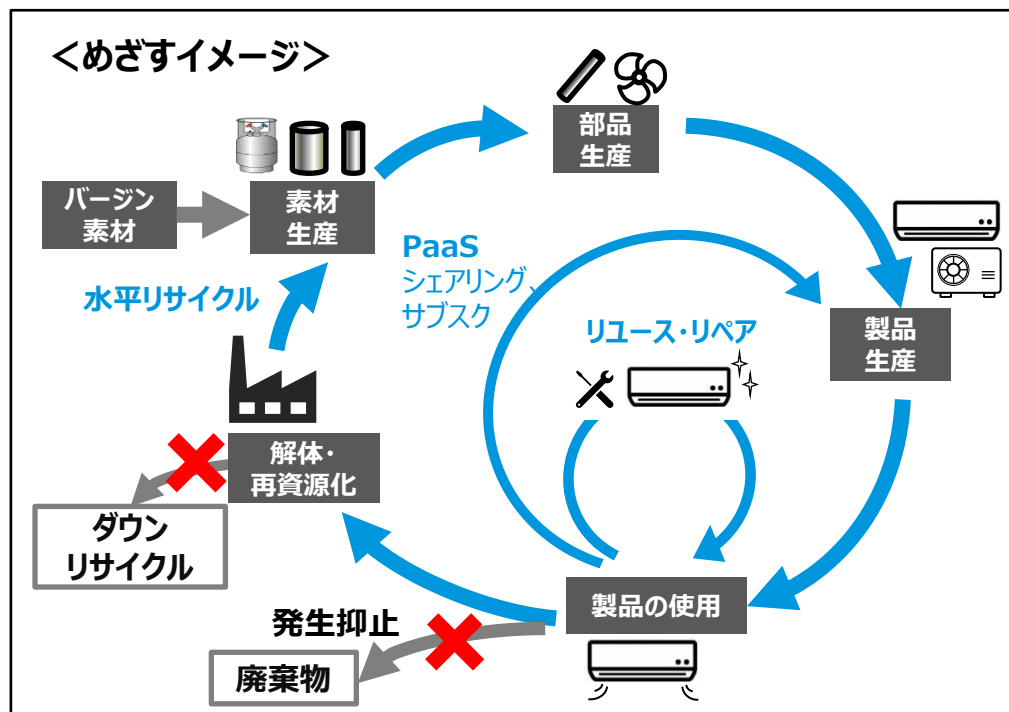 ＜めざすイメージ＞
部品
生産
バージン
素材
素材
生産
PaaS
シェアリング、
サブスク
水平リサイクル
リユース・リペア
製品
生産
解体・
再資源化
ダウン
リサイクル
製品の使用
発生抑止
廃棄物